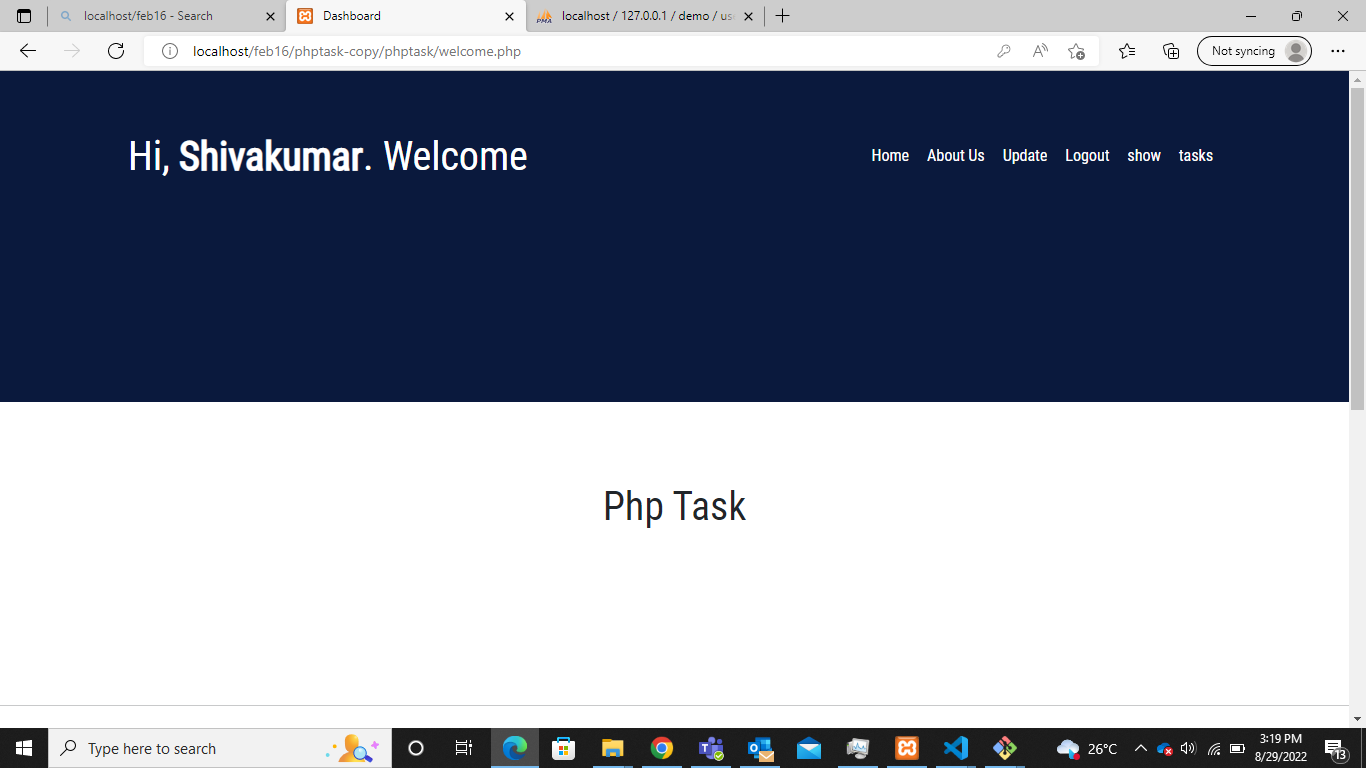 localhost/feb16 - Search
Dashboard
PMA
localhost / 127.0.0.1 / demo / use
localhost/feb16/phptask-copy/phptask/welcome.php
Not syncing
Hi, Shivakumar. Welcome
Home About Us Update Logout show tasks
Php Task
Type here to search
26°C
3:19 PM
8/29/2022
13